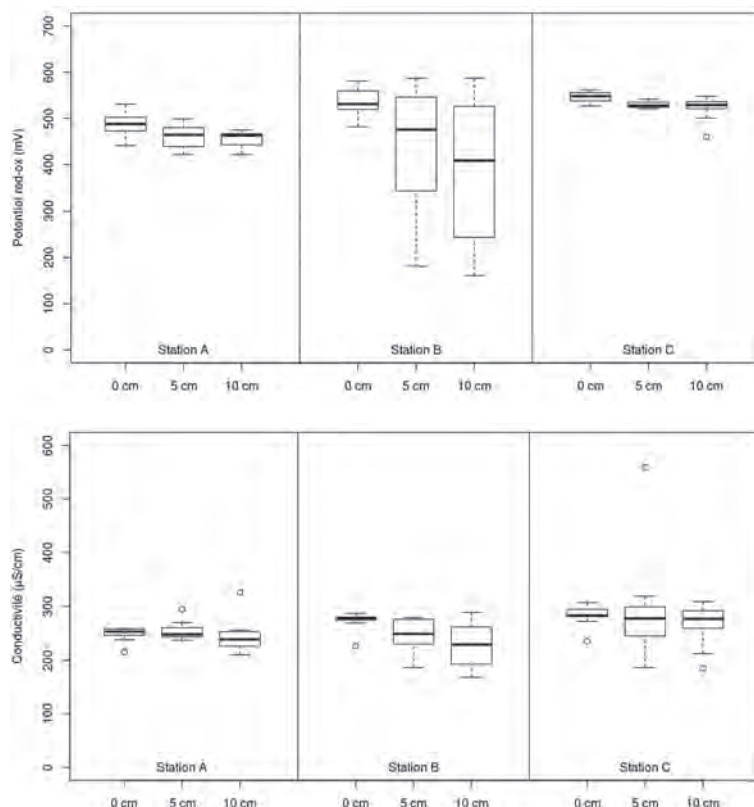 700
600
500
400
300
200
100
0
Potentiel red-ox (mV)
Station A
Station B
Station C
0 cm 5 cm 10 cm 0 cm 5 cm 10 cm 0 cm 5 cm 10 cm
600
500
400
300
200
100
0
Conductivité (µS/cm)
Station A
Station B
Station C
0 cm 5 cm 10 cm 0 cm 5 cm 10 cm 0 cm 5 cm 10 cm